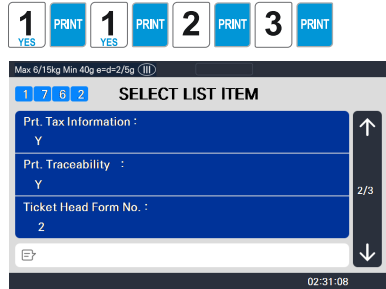 1 PRINT 1 PRINT 2 PRINT 3 PRINT
YES YES
Max 6/15kg Min 40g e=d=2/5g (III)
1 7 6 2 SELECT LIST ITEM
Prt. Tax Information :
Y
Prt. Traceability :
Y
2/3
Ticket Head Form No. :
2
02:31:08